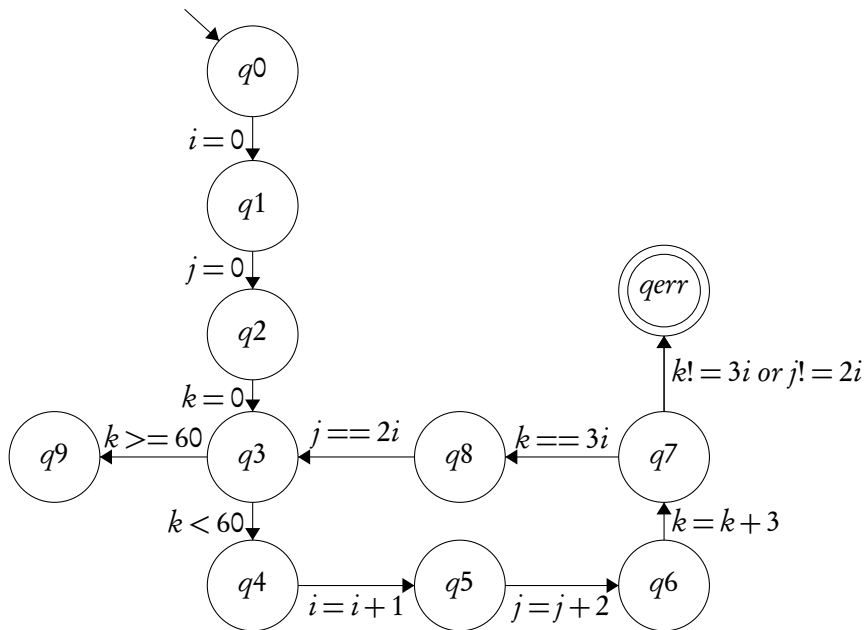 q0
i = 0
q1
j = 0
q2
qerr
k = 0
k! = 3i or j! = 2i
q9
k >= 60
q3
j == 2i
q8
k == 3i
q7
k < 60
k = k + 3
q4
i = i + 1
q5
j = j + 2
q6